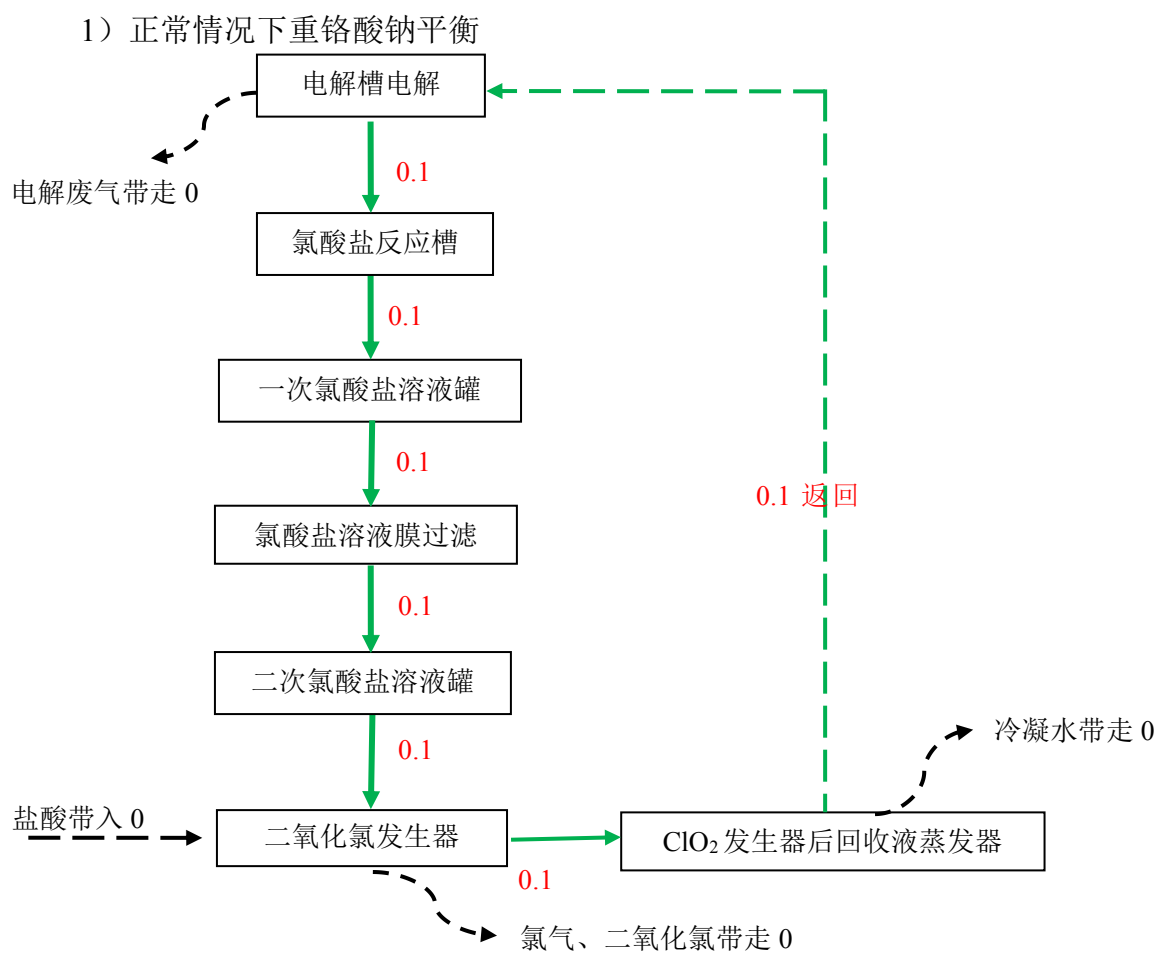 1）正常情况下重铬酸钠平衡
电解槽电解
0.1
电解废气带走 0
氯酸盐反应槽
0.1
一次氯酸盐溶液罐
0.1
0.1 返回
氯酸盐溶液膜过滤
0.1
二次氯酸盐溶液罐
冷凝水带走 0
0.1
盐酸带入 0
二氧化氯发生器
ClO₂ 发生器后回收液蒸发器
0.1
氯气、二氧化氯带走 0